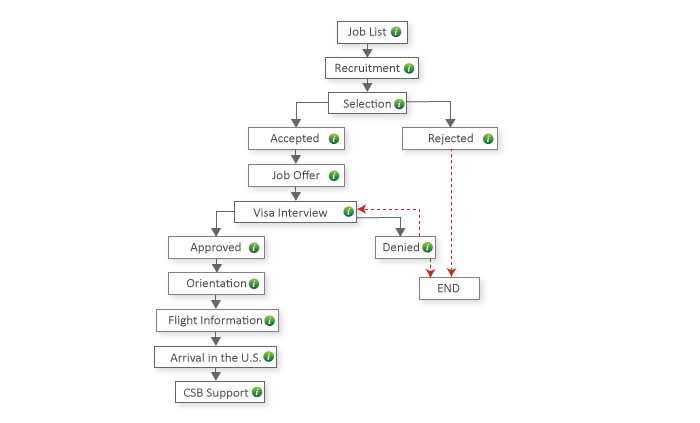 Job List
Recruitment
Selection
Accepted
Rejected
Job Offer
Visa Interview
Approved
Denied
Orientation
END
Flight Information
Arrival in the U.S.
CSB Support